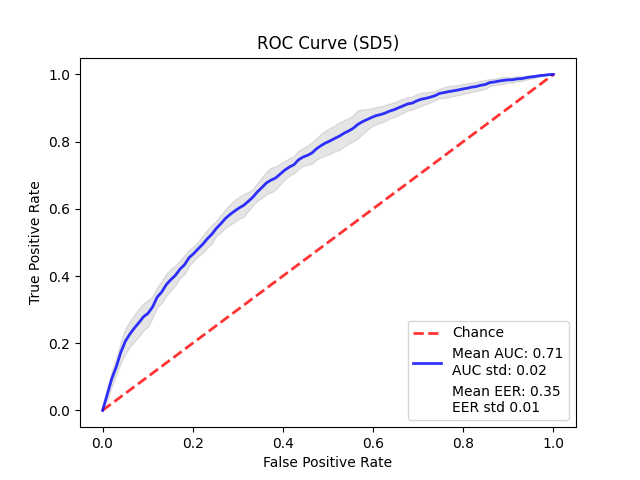 ROC Curve (SD5)
True Positive Rate
1.0
0.8
0.6
0.4
0.2
0.0
0.0 0.2 0.4 0.6 0.8 1.0
False Positive Rate
Chance
Mean AUC: 0.71
AUC std: 0.02
Mean EER: 0.35
EER std 0.01